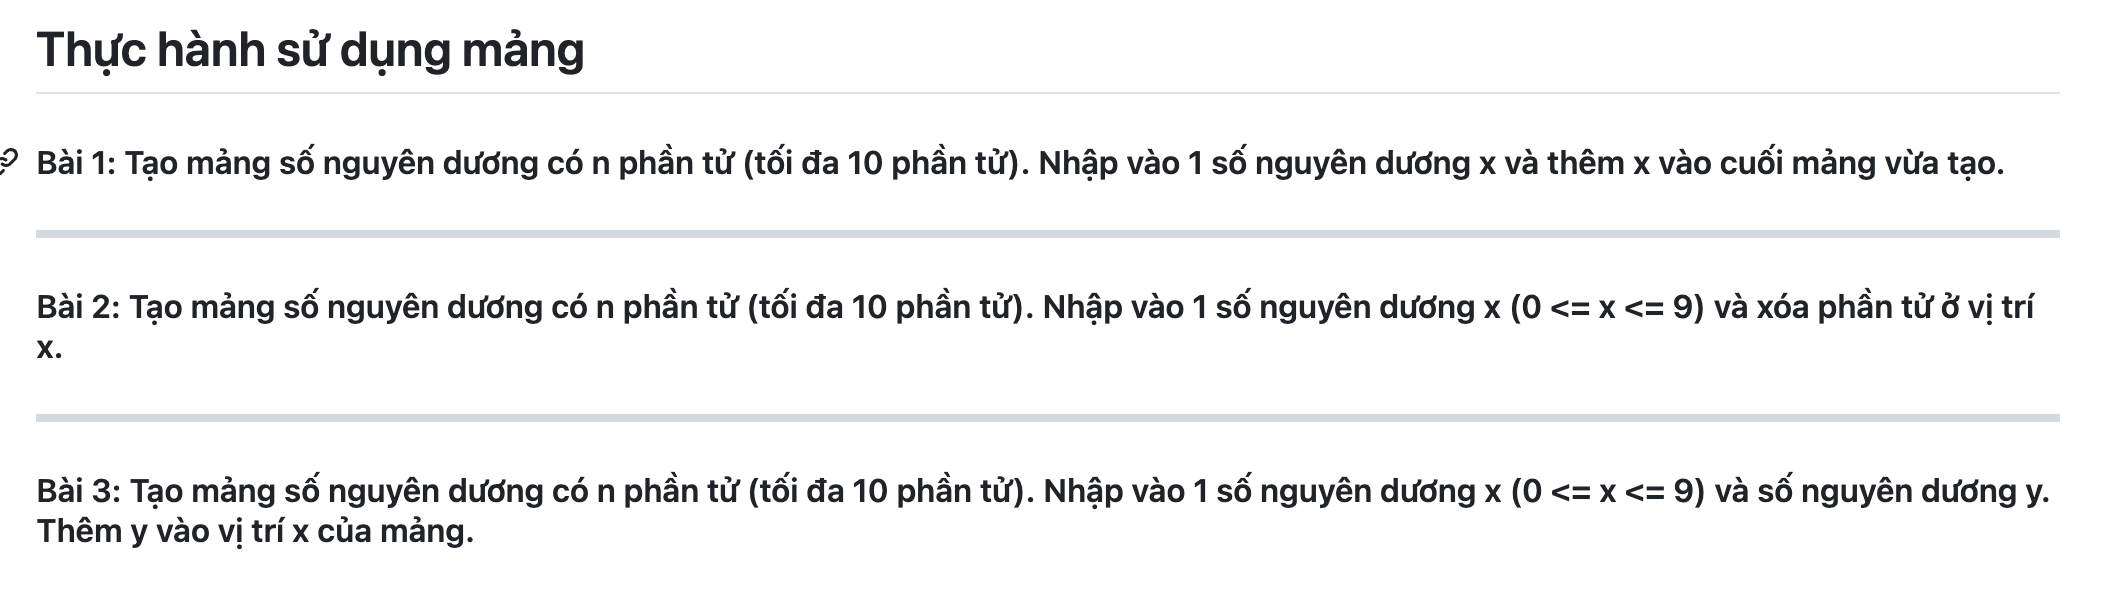 Thực hành sử dụng mảng
Bài 1: Tạo mảng số nguyên dương có n phần tử (tối đa 10 phần tử). Nhập vào 1 số nguyên dương x và thêm x vào cuối mảng vừa tạo.
Bài 2: Tạo mảng số nguyên dương có n phần tử (tối đa 10 phần tử). Nhập vào 1 số nguyên dương x (0 <= x <= 9) và xóa phần tử ở vị trí
x.
Bài 3: Tạo mảng số nguyên dương có n phần tử (tối đa 10 phần tử). Nhập vào 1 số nguyên dương x (0 <= x <= 9) và số nguyên dương y.
Thêm y vào vị trí x của mảng.